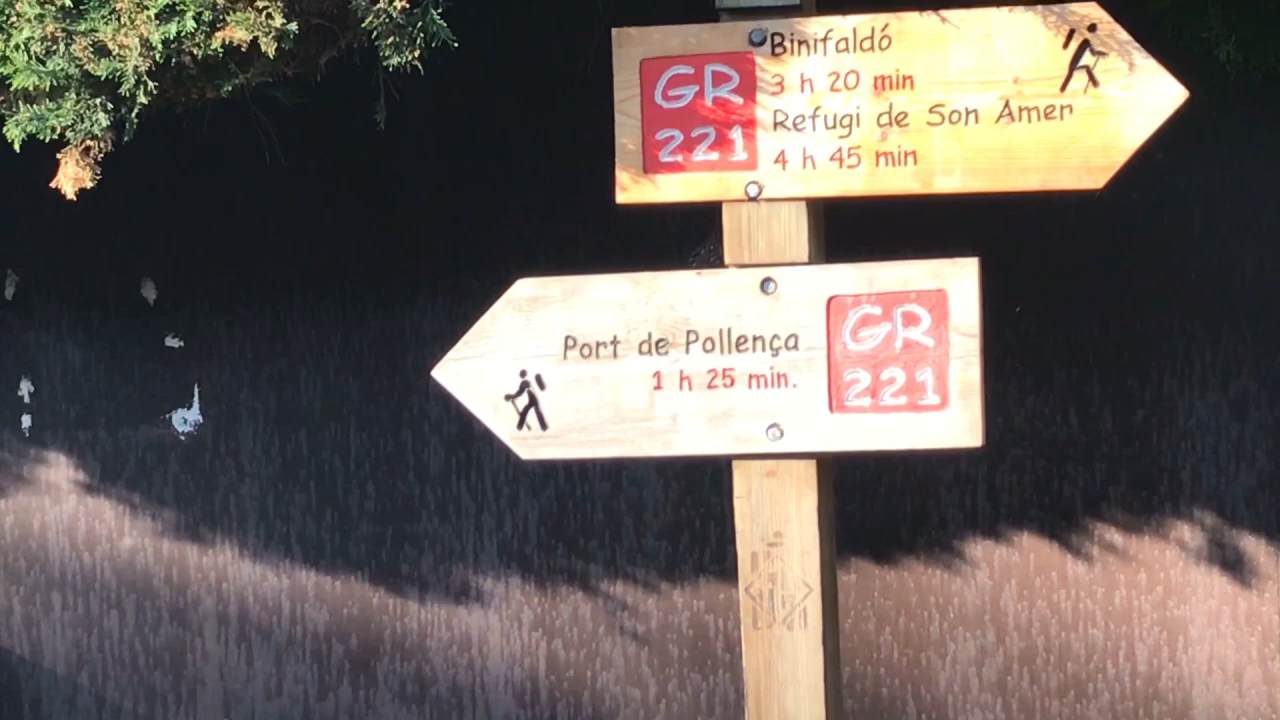 Binifaldó
3 h 20 min
Refugi de Son Amer
4 h 45 min
GR
221
Port de Pollença
1 h 25 min.
GR
221